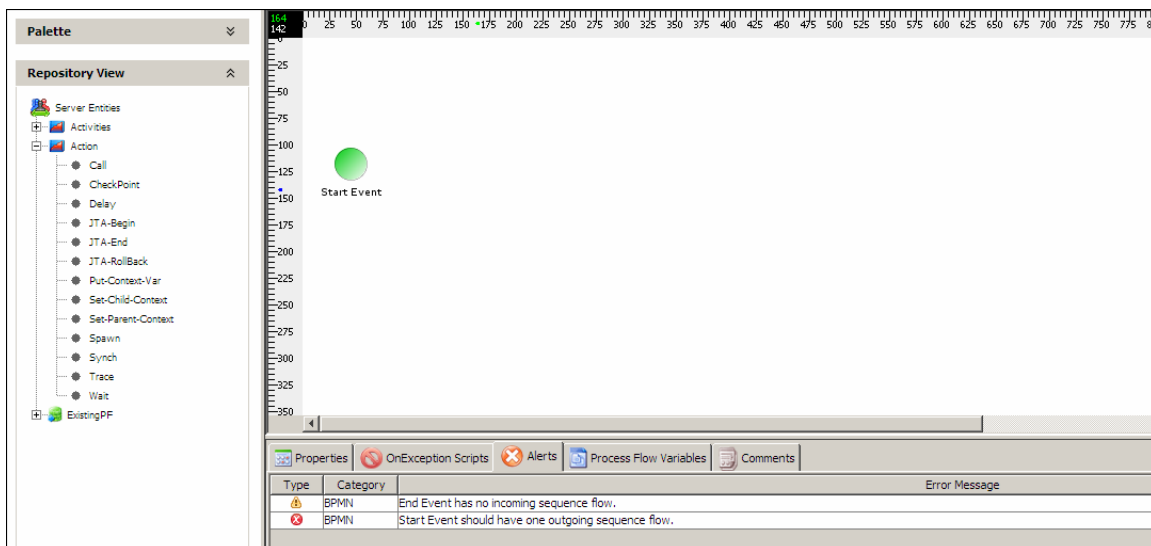 Palette
Repository View
Server Entities
Activities
Action
Call
CheckPoint
Delay
JTA-Begin
JTA-End
JTA-RollBack
Put-Context-Var
Set-Child-Context
Set-Parent-Context
Spawn
Synch
Trace
Wait
ExistingPF
164
142
0 25 50 75 100 125 150 175 200 225 250 275 300 325 350 375 400 425 450 475 500 525 550 575 600 625 650 675 700 725 750 775 8
0
25
50
75
100
125
150
175
200
225
250
275
300
325
350
Start Event
Properties OnException Scripts Alerts Process Flow Variables Comments
Type Category Error Message
BPMN End Event has no incoming sequence flow.
BPMN Start Event should have one outgoing sequence flow.